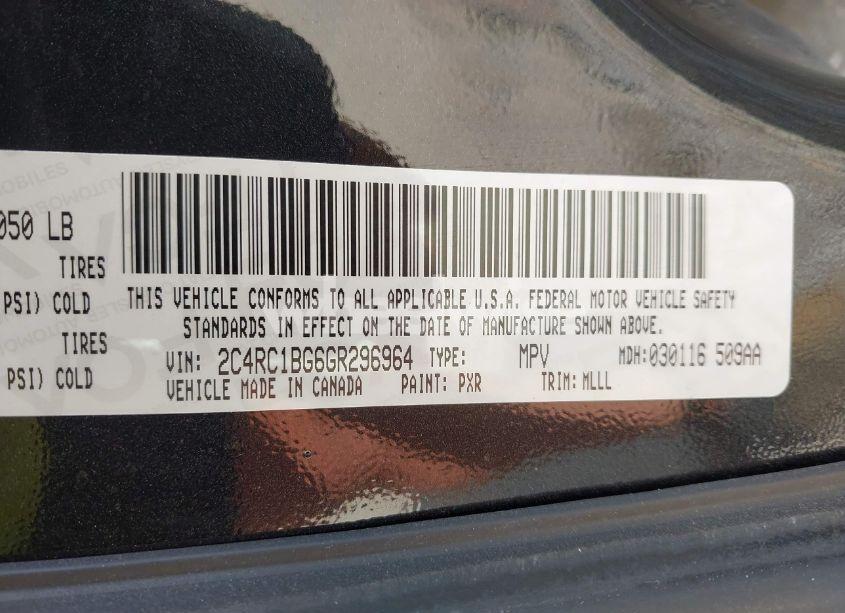 050 LB
TIRES
PSI) COLD
TIRES
PSI) COLD
THIS VEHICLE CONFORMS TO ALL APPLICABLE U.S.A. FEDERAL MOTOR VEHICLE SAFETY
STANDARDS IN EFFECT ON THE DATE OF MANUFACTURE SHOWN ABOVE.
VIN: 2C4RC1BG6GR296964 TYPE: MPV MDH:030116 509AA
VEHICLE MADE IN CANADA PAINT: PXR TRIM: MLLL